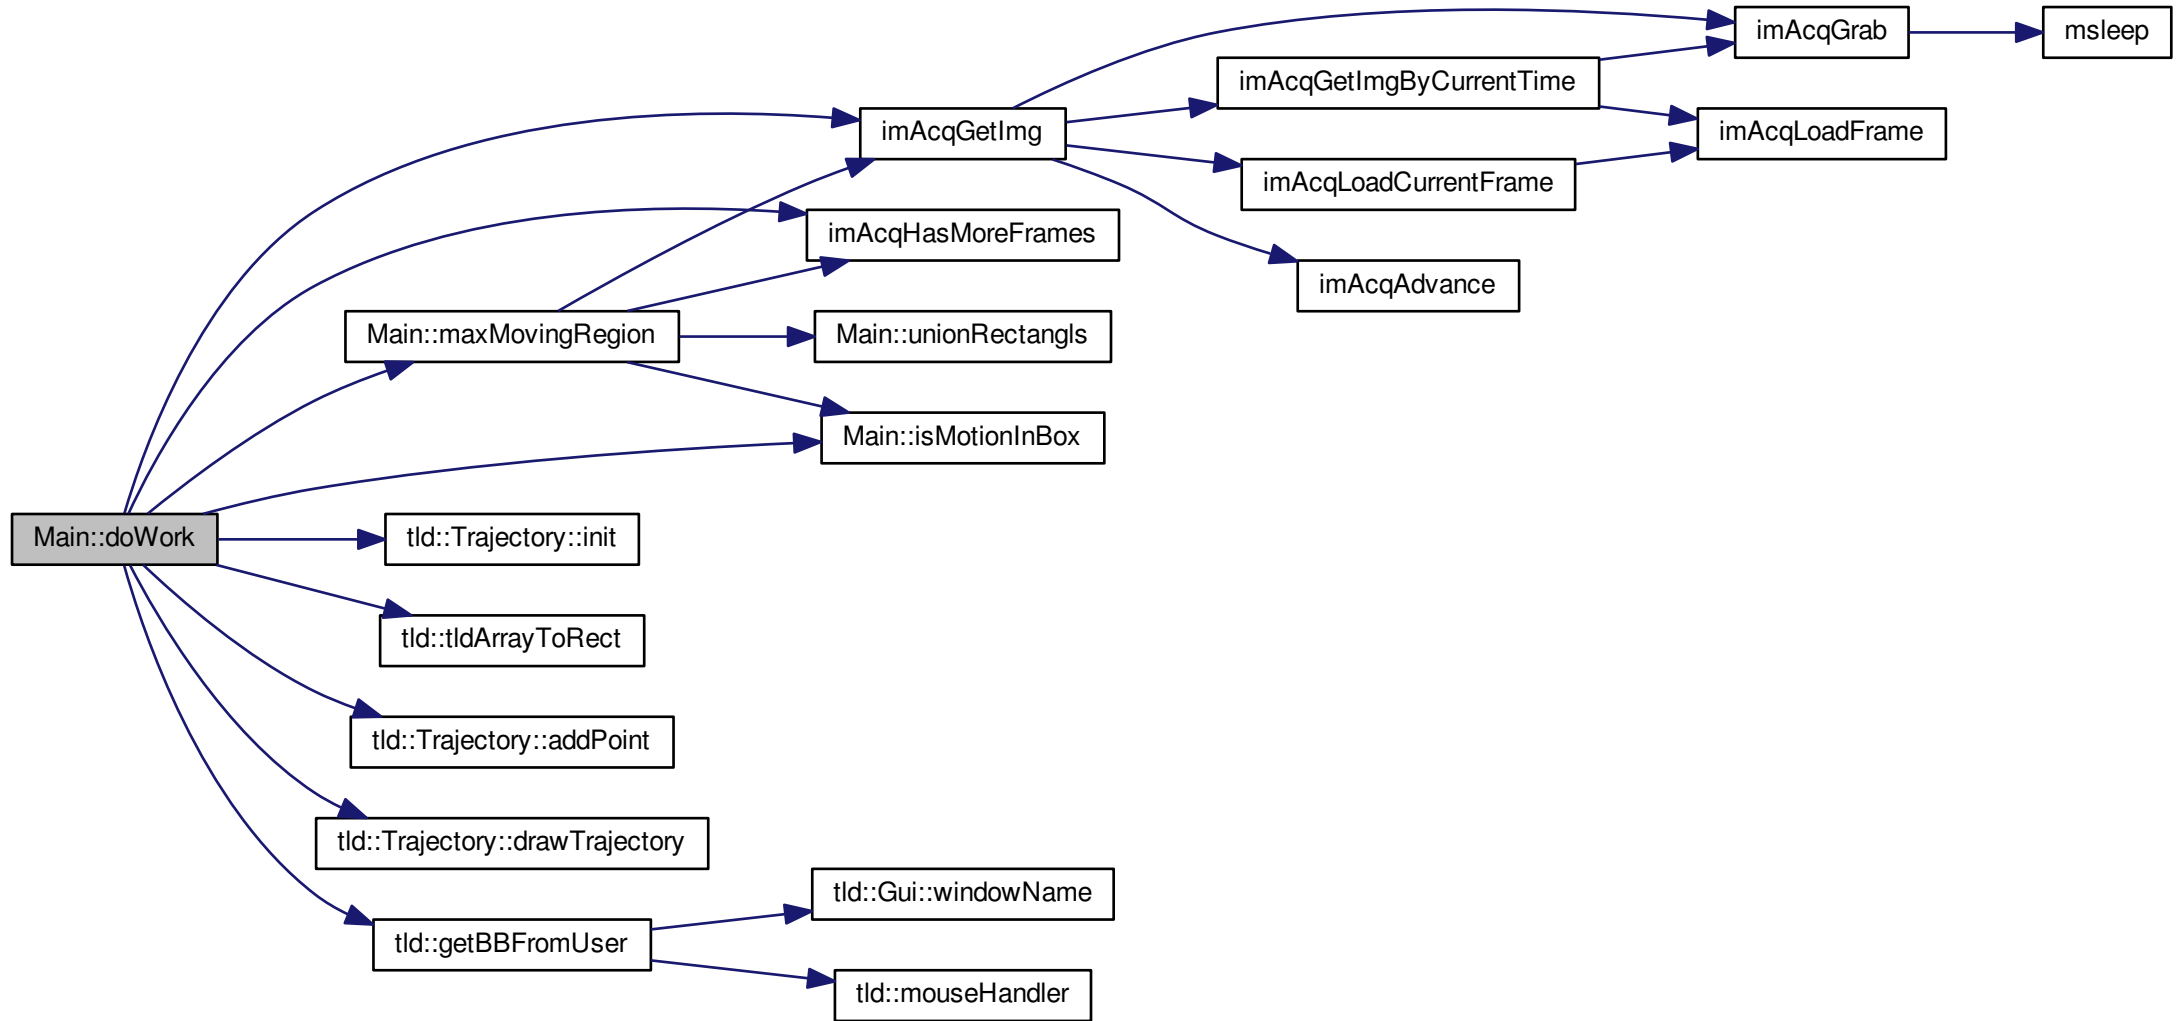 imAcqGrab
msleep
imAcqGetImgByCurrentTime
imAcqGetImg
imAcqLoadFrame
imAcqLoadCurrentFrame
imAcqHasMoreFrames
imAcqAdvance
Main::maxMovingRegion
Main::unionRectangls
Main::isMotionInBox
Main::doWork
tld::Trajectory::init
tld::tldArrayToRect
tld::Trajectory::addPoint
tld::Trajectory::drawTrajectory
tld::Gui::windowName
tld::getBBFromUser
tld::mouseHandler